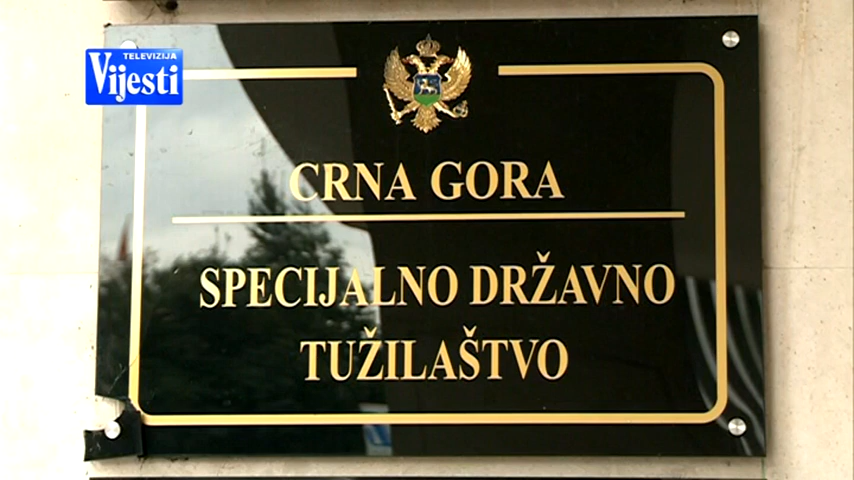 TELEVIZIJA
Vijesti
CRNA GORA
SPECIJALNO DRŽAVNO
TUŽILAŠTVO